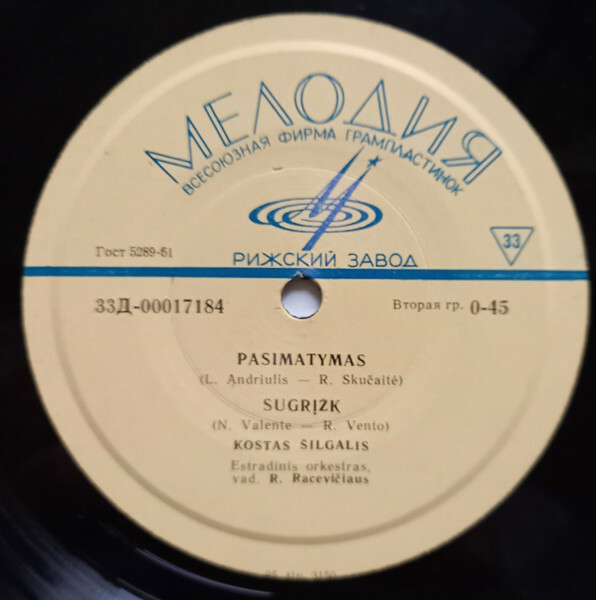 МЕЛОДИЯ
ВСЕСОЮЗНАЯ ФИРМА ГРАМПЛАСТИНОК
33
Гост 5289-61
РИЖСКИЙ ЗАВОД
33Д-00017184
Вторая гр. 0-45
PASIMATYMAS
(L. Andriulis — R. Skučaitė)
SUGRĮŽK
(N. Valente — R. Vento)
KOSTAS ŠILGALIS
Estradinis orkestras,
vad. R. Racevičiaus